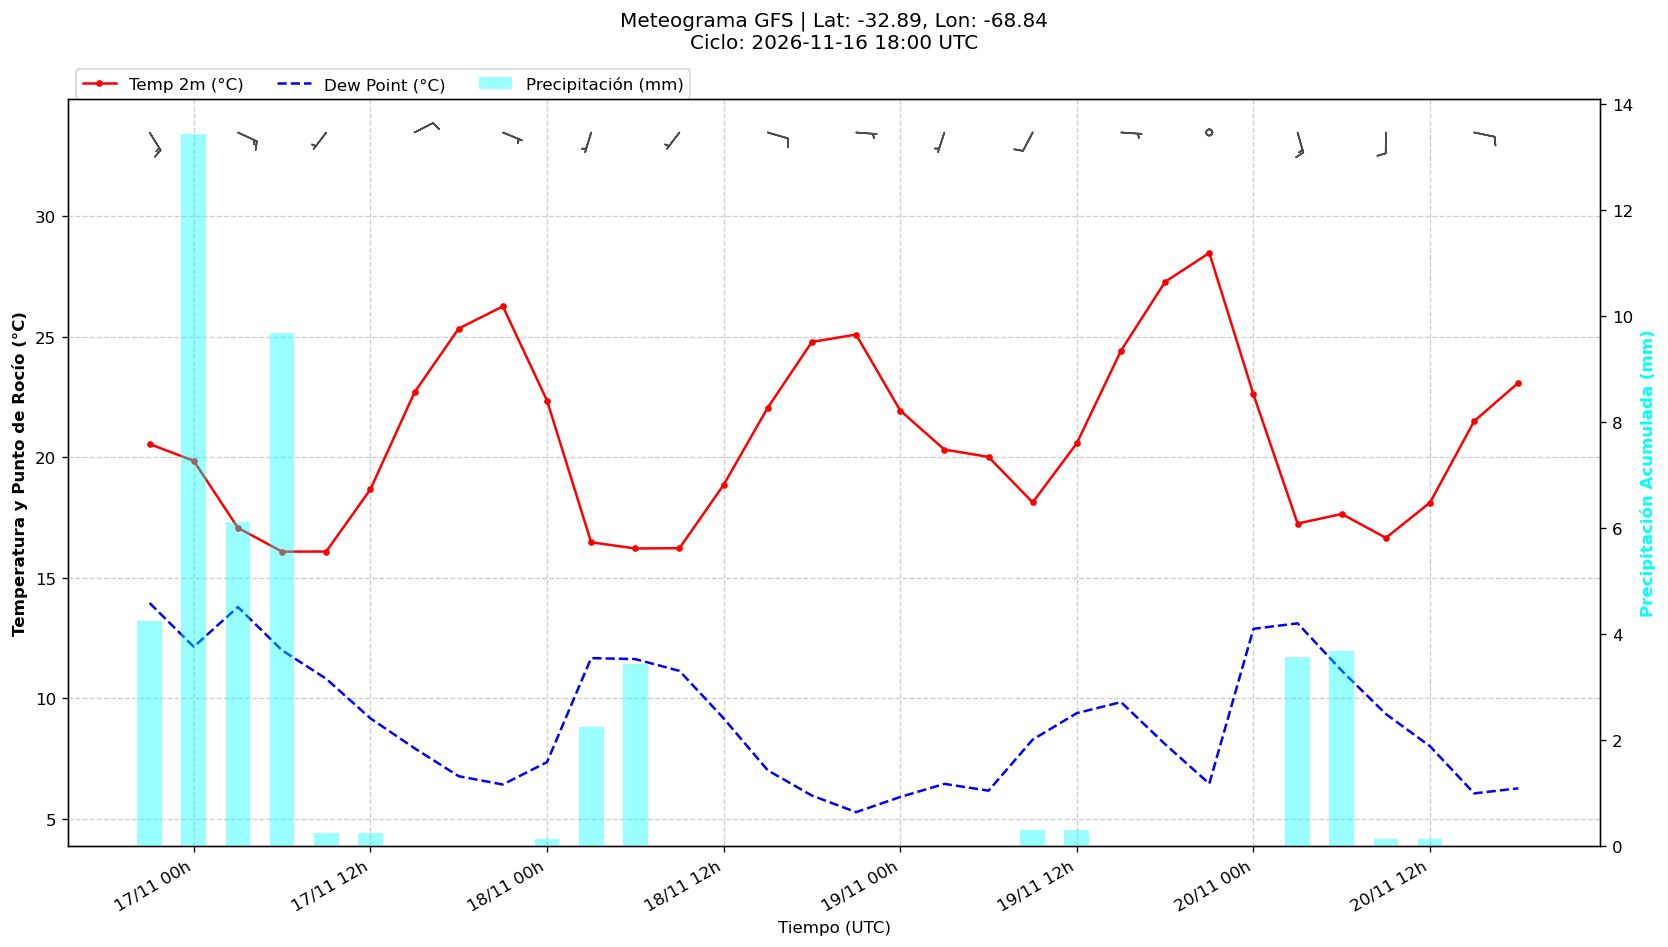 Meteograma GFS | Lat: -32.89, Lon: -68.84
Ciclo: 2026-11-16 18:00 UTC
Temp 2m (°C)
Dew Point (°C)
Precipitación (mm)
Temperatura y Punto de Rocío (°C)
30
25
20
15
10
5
14
12
10
8
6
4
2
0
Precipitación Acumulada (mm)
17/11 00h
17/11 12h
18/11 00h
18/11 12h
19/11 00h
19/11 12h
20/11 00h
20/11 12h
Tiempo (UTC)